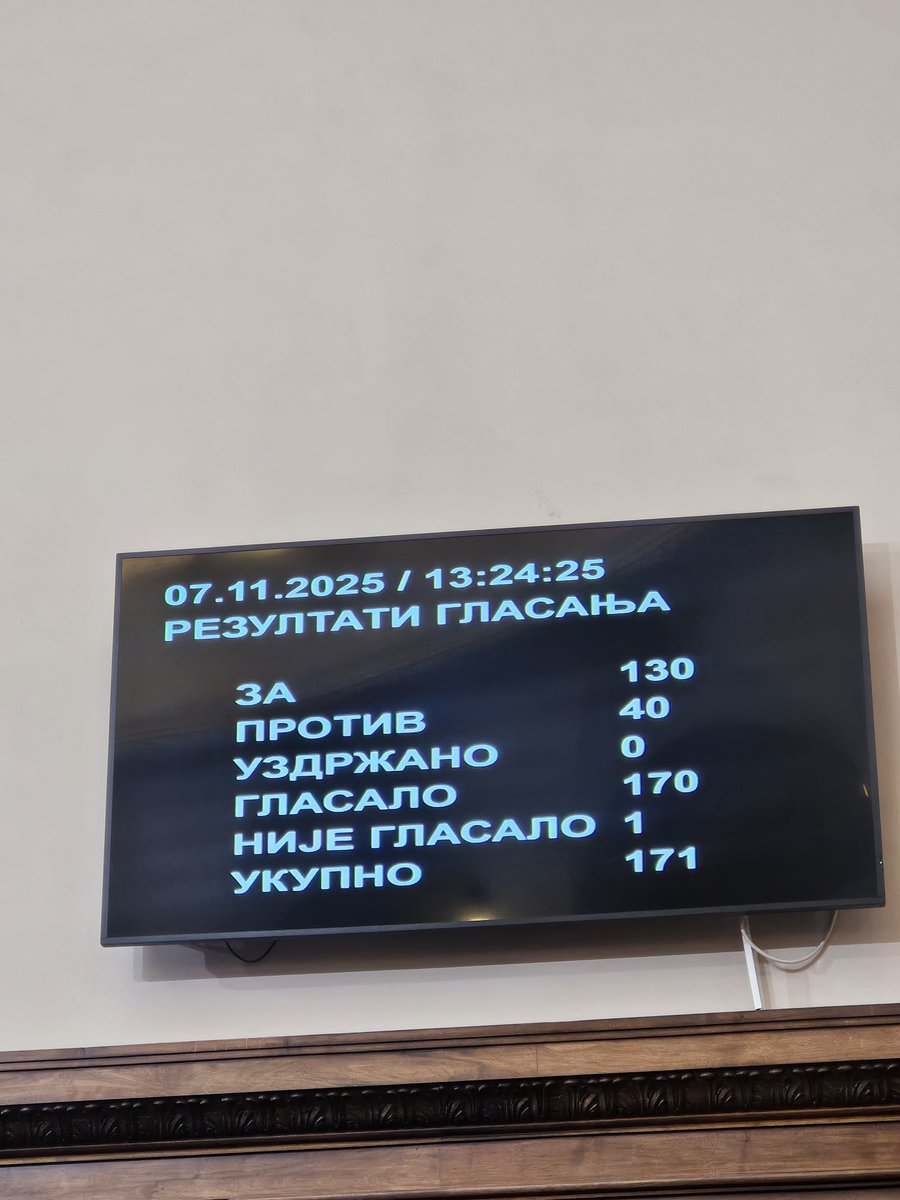 07.11.2025 / 13:24:25
РЕЗУЛТАТИ ГЛАСАЊА
ЗА 130
ПРОТИВ 40
УЗДРЖАНО 0
ГЛАСАЛО 170
НИЈЕ ГЛАСАЛО 1
УКУПНО 171